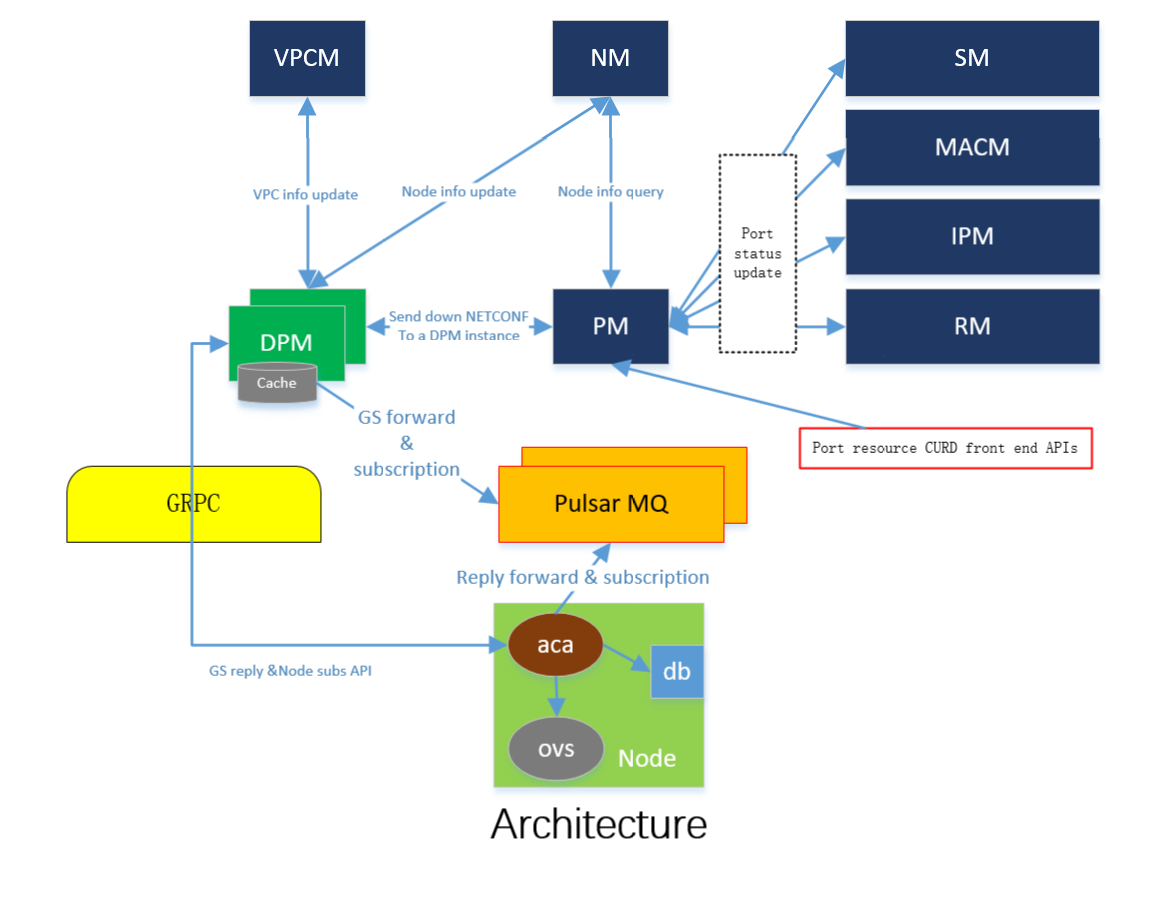 VPCM
NM
SM
MACM
IPM
RM
VPC info update
Node info update
Node info query
Port
status
update
DPM
Cache
Send down NETCONF
To a DPM instance
PM
GS forward
&
subscription
Port resource CURD front end APIs
GRPC
Pulsar MQ
Reply forward & subscription
aca
db
GS reply &Node subs API
ovs
Node
Architecture